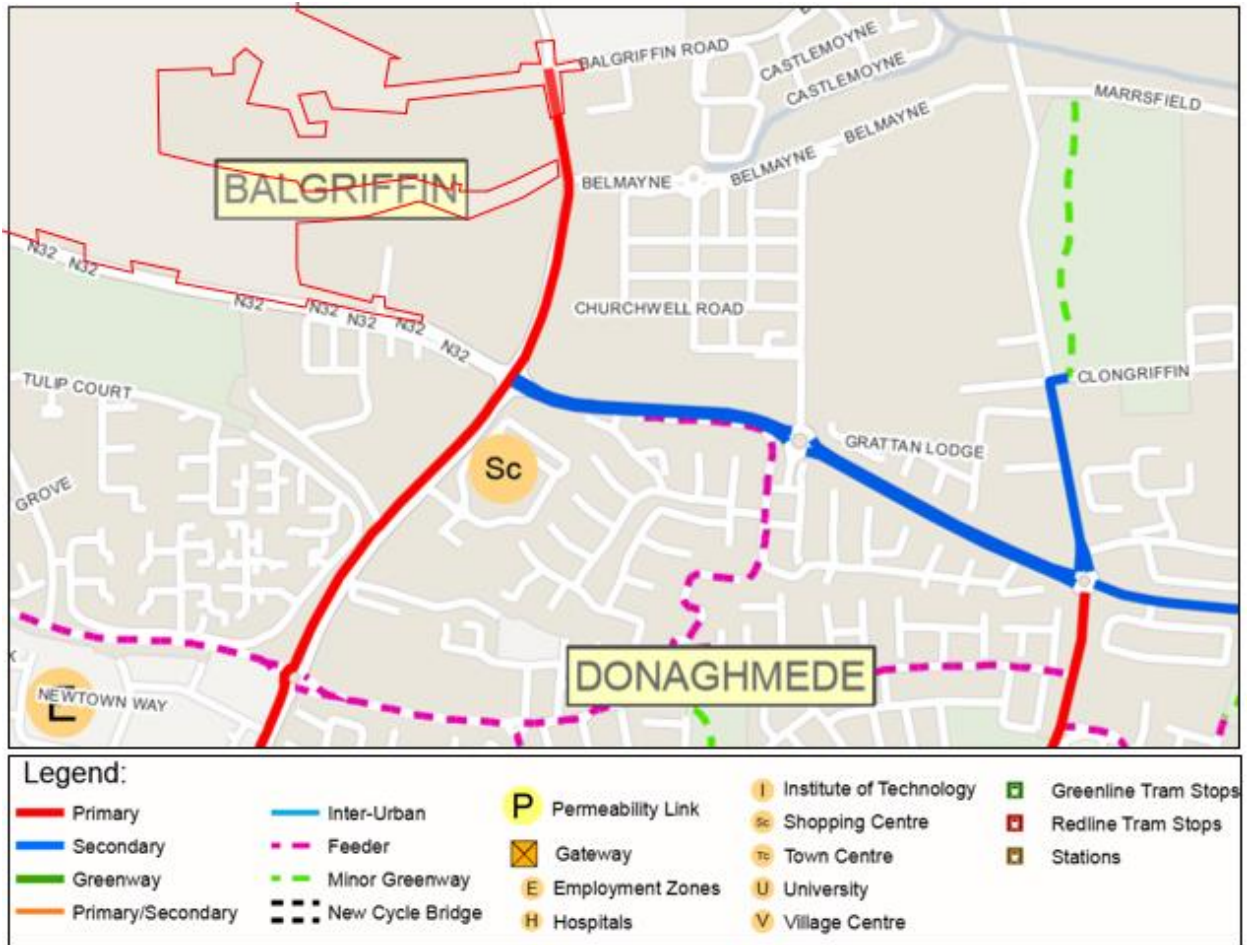 BALGRIFFIN ROAD
CASTLEMOYNE
CASTLEMOYNE
MARRSFIELD
BELMAYNE
BELMAYNE
BELMAYNE
BALGRIFFIN
N32
N32
N32
N32
N32
N32
N32
CHURCHWELL ROAD
TULIP COURT
CLONGRIFFIN
GRATTAN LODGE
Sc
GROVE
DONAGHMEDE
K
E
NEWTOWN WAY
Legend:
Primary
Secondary
Greenway
Primary/Secondary
Inter-Urban
Feeder
Minor Greenway
New Cycle Bridge
P Permeability Link
Gateway
E Employment Zones
H Hospitals
I Institute of Technology
Sc Shopping Centre
Tc Town Centre
U University
V Village Centre
Greenline Tram Stops
Redline Tram Stops
Stations